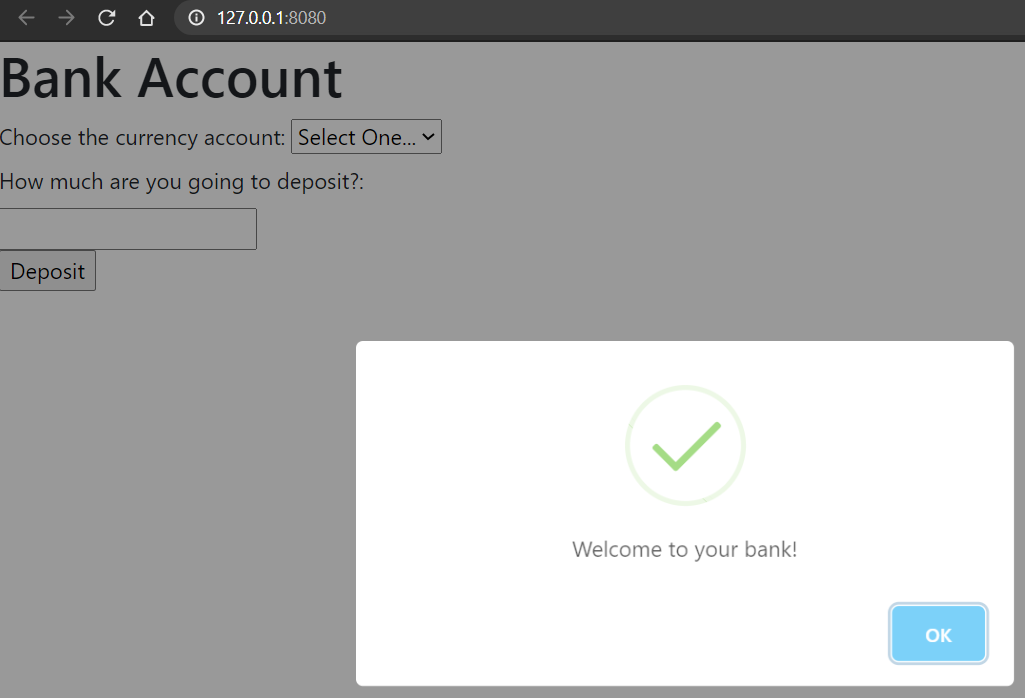 127.0.0.1:8080
Bank Account
Choose the currency account: Select One...
How much are you going to deposit?:
Deposit
Welcome to your bank!
OK